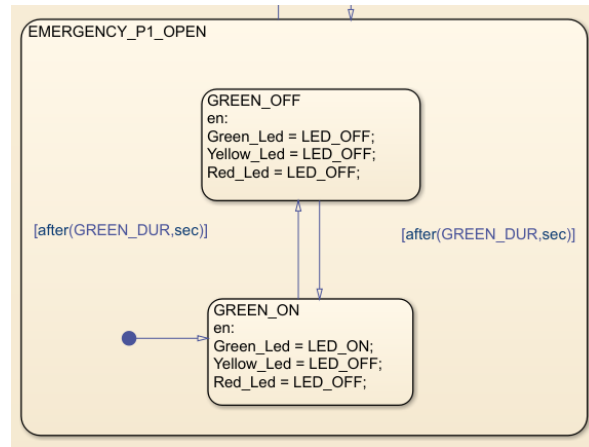 EMERGENCY_P1_OPEN
GREEN_OFF
en:
Green_Led = LED_OFF;
Yellow_Led = LED_OFF;
Red_Led = LED_OFF;
[after(GREEN_DUR,sec)]
[after(GREEN_DUR,sec)]
GREEN_ON
en:
Green_Led = LED_ON;
Yellow_Led = LED_OFF;
Red_Led = LED_OFF;